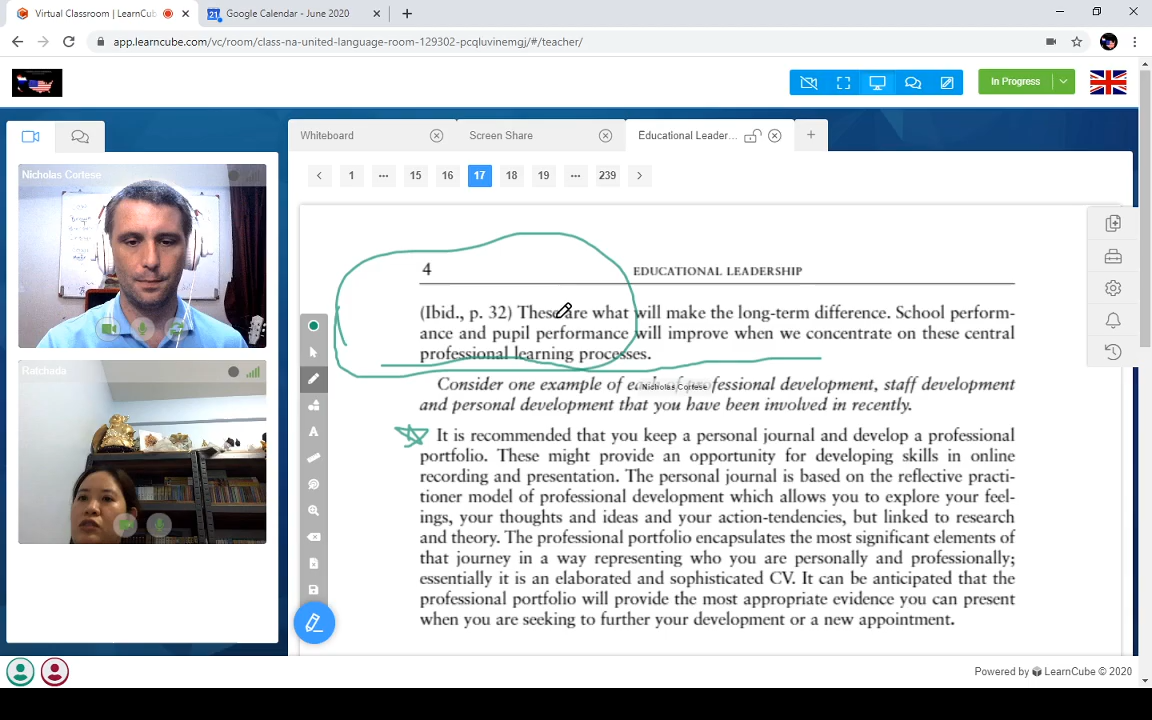 Virtual Classroom | LearnCub
Google Calendar - June 2020
app.learncube.com/vc/room/class-na-united-language-room-129302-pcqluvinemgj/#/teacher/
In Progress
Whiteboard
Screen Share
Educational Leader...
1 ... 15 16 17 18 19 ... 239
Nicholas Cortese
Ratchada
4 EDUCATIONAL LEADERSHIP
(Ibid., p. 32) These are what will make the long-term difference. School perform-
ance and pupil performance will improve when we concentrate on these central
professional learning processes.
Consider one example of each of professional development, staff development
Nicholas Cortese
and personal development that you have been involved in recently.
It is recommended that you keep a personal journal and develop a professional
portfolio. These might provide an opportunity for developing skills in online
recording and presentation. The personal journal is based on the reflective practi-
tioner model of professional development which allows you to explore your feel-
ings, your thoughts and ideas and your action-tendencies, but linked to research
and theory. The professional portfolio encapsulates the most significant elements of
that journey in a way representing who you are personally and professionally;
essentially it is an elaborated and sophisticated CV. It can be anticipated that the
professional portfolio will provide the most appropriate evidence you can present
when you are seeking to further your development or a new appointment.
Powered by LearnCube © 2020